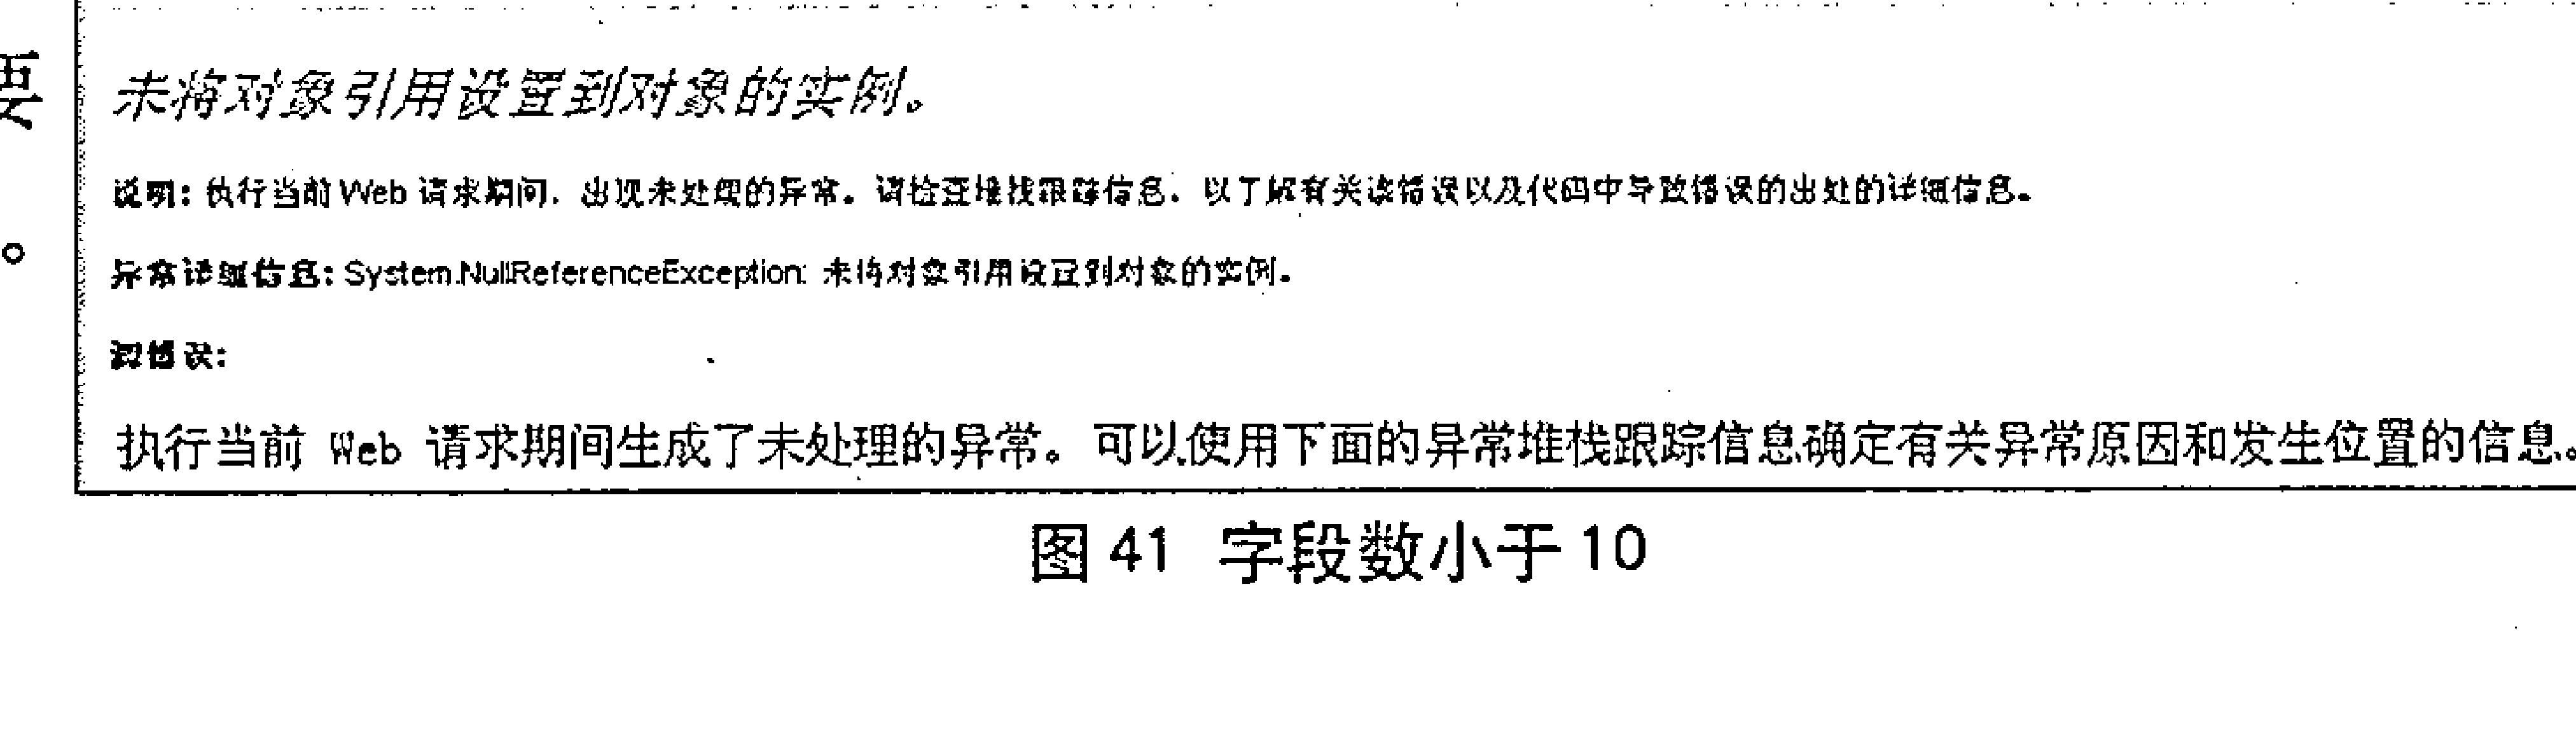 要
。
未将对象引用设置到对象的实例。
说明: 执行当前 Web 请求期间，出现未处理的异常。请检查堆栈跟踪信息，以了解有关该错误以及代码中导致错误的出处的详细信息。
异常详细信息: System.NullReferenceException: 未将对象引用设置到对象的实例。
源错误:
执行当前 Web 请求期间生成了未处理的异常。可以使用下面的异常堆栈跟踪信息确定有关异常原因和发生位置的信息。
图 41 字段数小于 10